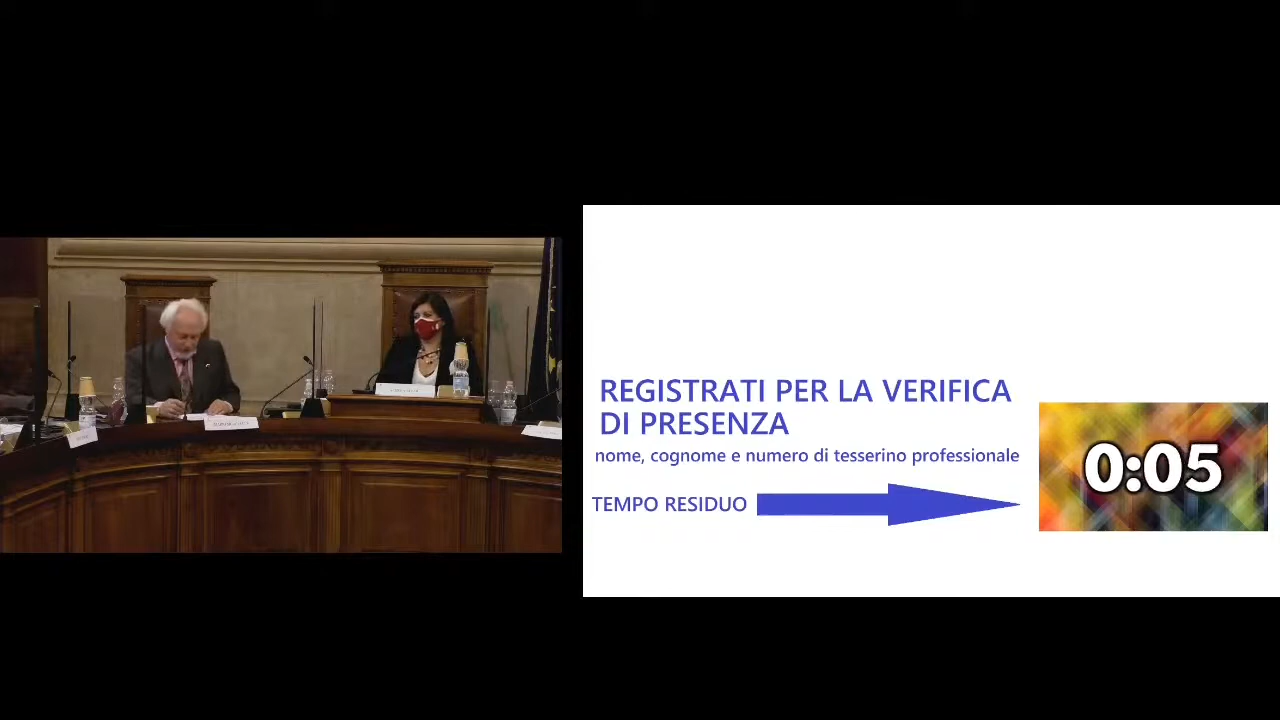 REGISTRATI PER LA VERIFICA
DI PRESENZA
nome, cognome e numero di tesserino professionale
TEMPO RESIDUO
0:05